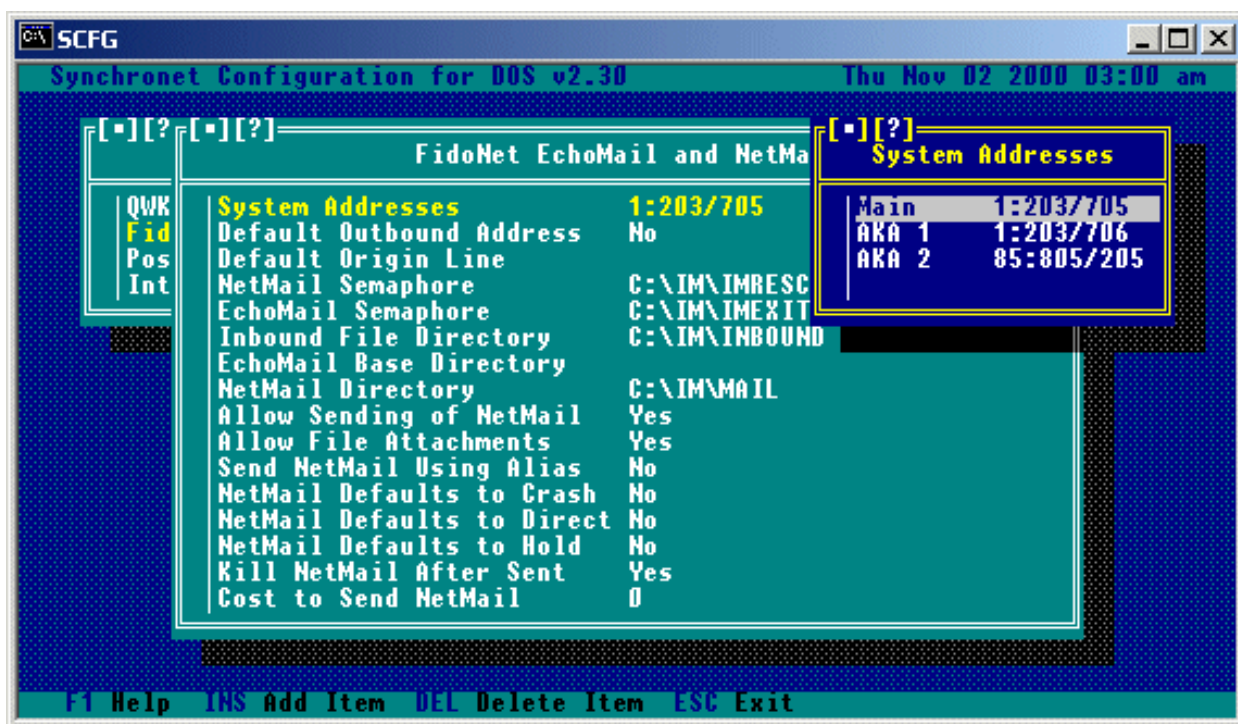 SCFG
Synchronet Configuration for DOS v2.30 Thu Nov 02 2000 03:00 am
[▪][? [▪][?] [▪][?]
FidoNet EchoMail and NetMa System Addresses
QWK System Addresses 1:203/705 Main 1:203/705
Fid Default Outbound Address No AKA 1 1:203/706
Pos Default Origin Line AKA 2 85:805/205
Int NetMail Semaphore C:\IM\IMRESC
EchoMail Semaphore C:\IM\IMEXIT
Inbound File Directory C:\IM\INBOUND
EchoMail Base Directory
NetMail Directory C:\IM\MAIL
Allow Sending of NetMail Yes
Allow File Attachments Yes
Send NetMail Using Alias No
NetMail Defaults to Crash No
NetMail Defaults to Direct No
NetMail Defaults to Hold No
Kill NetMail After Sent Yes
Cost to Send NetMail 0
F1 Help INS Add Item DEL Delete Item ESC Exit